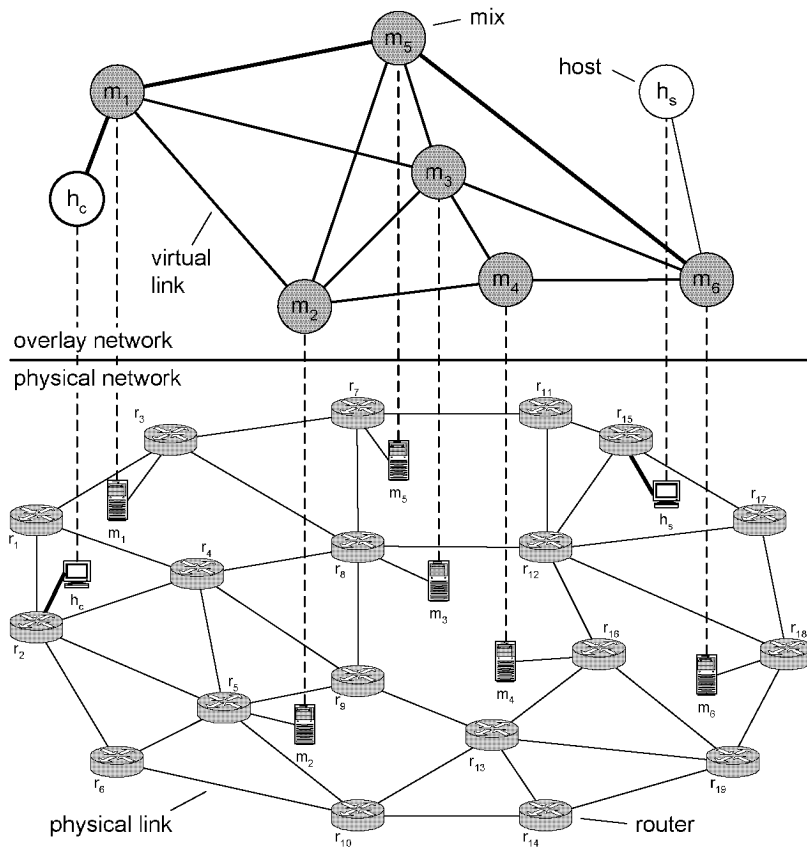 mix
m5
host
m1
hs
m3
hc
virtual
link
m4
m6
m2
overlay network
physical network
r7
r11
r3
r15
m5
r17
m1
hs
r1
r4
r8
r12
hc
m3
r18
r2
r16
r5
r9
m4
m6
m2
r6
r13
r19
physical link
router
r10
r14